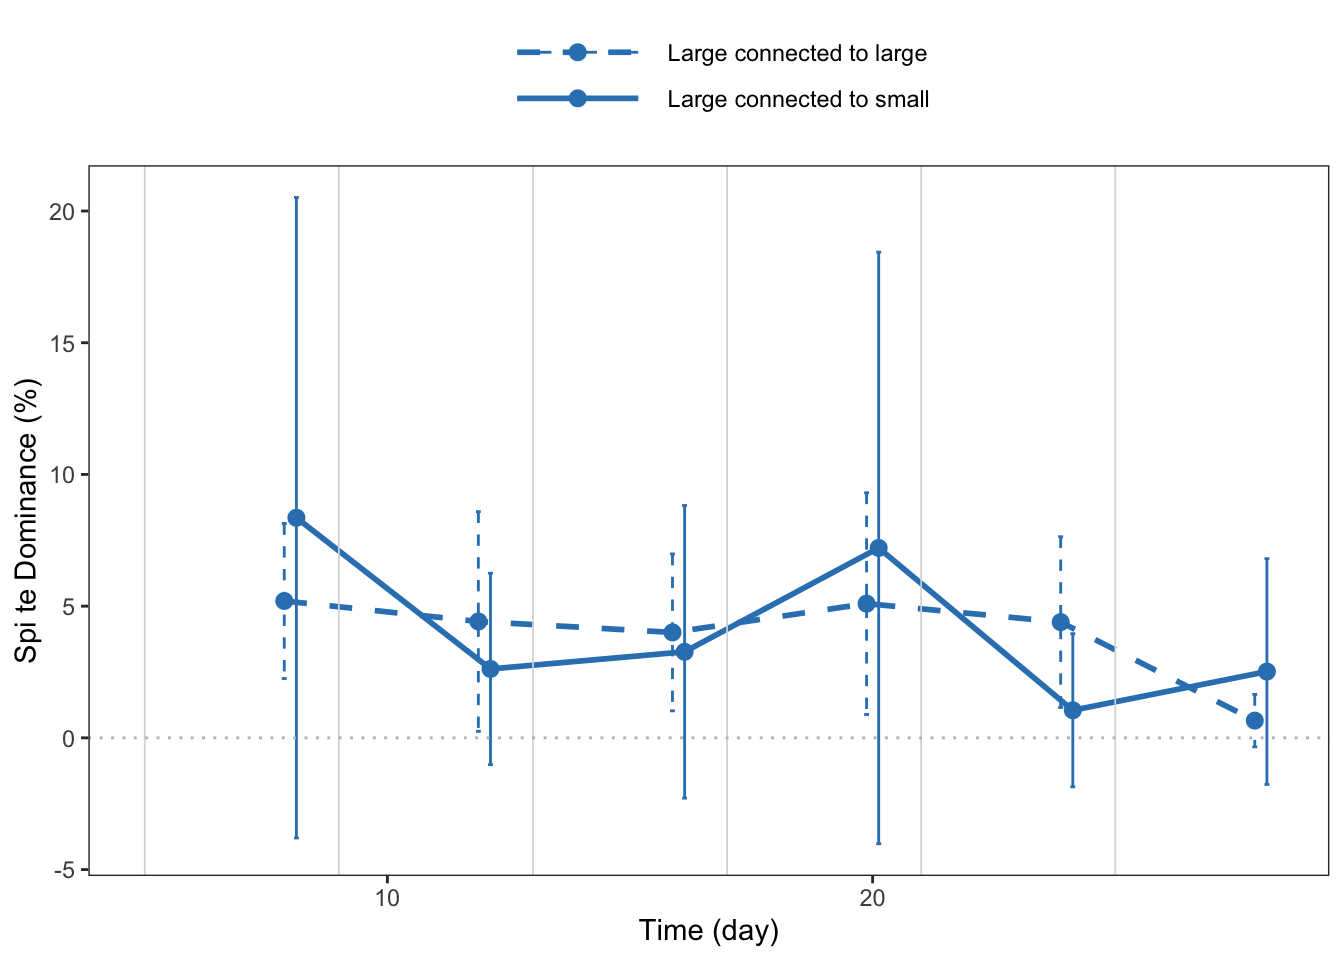 Large connected to large
Large connected to small
20
15
10
5
0
-5
Spi te Dominance (%)
10
20
Time (day)